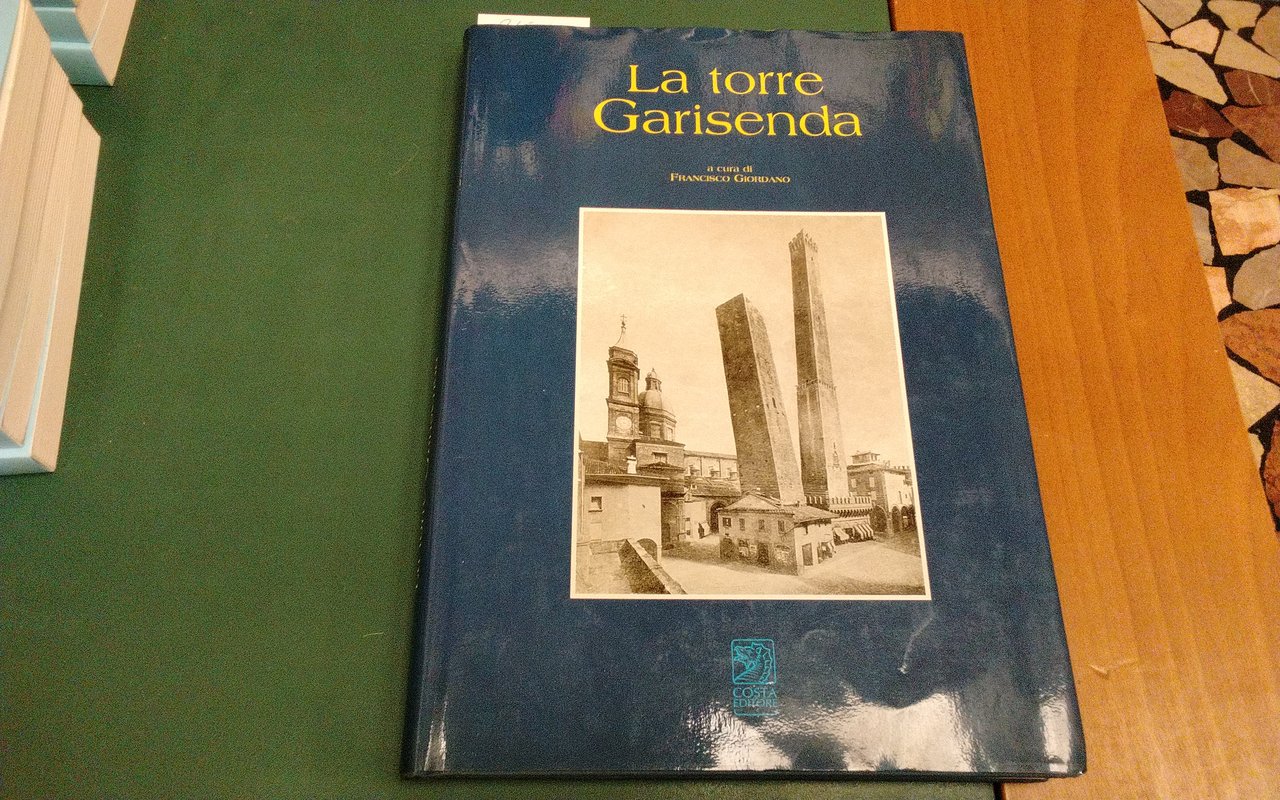 La torre
Garisenda
a cura di
FRANCISCO GIORDANO
COSTA
EDITORE